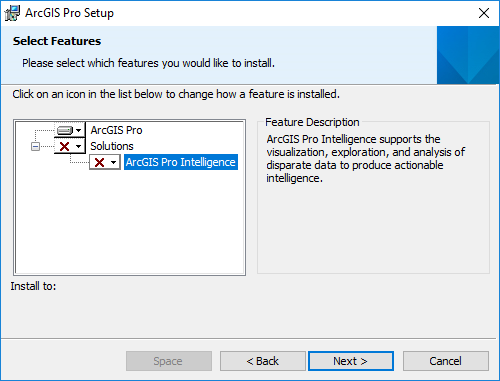 ArcGIS Pro Setup
Select Features
Please select which features you would like to install.
Click on an icon in the list below to change how a feature is installed.
ArcGIS Pro
Solutions
ArcGIS Pro Intelligence
Feature Description
ArcGIS Pro Intelligence supports the
visualization, exploration, and analysis of
disparate data to produce actionable
intelligence.
Install to:
Space
< Back
Next >
Cancel